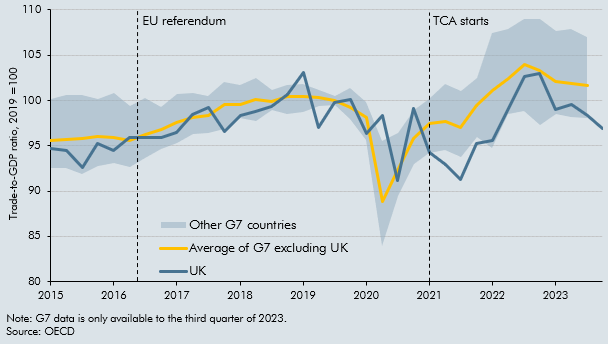 EU referendum
TCA starts
Trade-to-GDP ratio, 2019 =100
110
105
100
95
90
85
80
Other G7 countries
Average of G7 excluding UK
UK
2015 2016 2017 2018 2019 2020 2021 2022 2023
Note: G7 data is only available to the third quarter of 2023.
Source: OECD